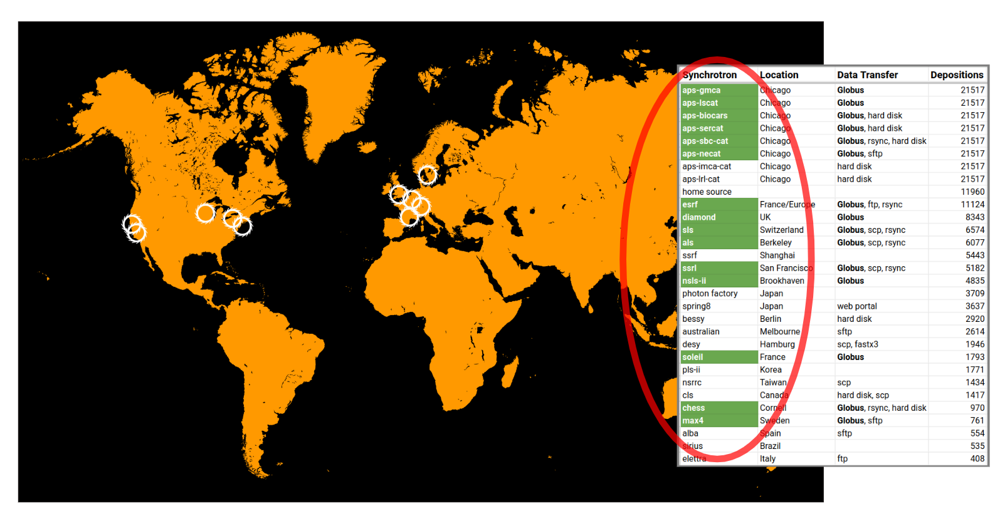 Synchrotron Location Data Transfer Depositions
aps-gmca Chicago Globus 21517
aps-lscat Chicago Globus 21517
aps-biocars Chicago Globus, hard disk 21517
aps-sercat Chicago Globus, hard disk 21517
aps-sbc-cat Chicago Globus, rsync, hard disk 21517
aps-necat Chicago Globus, sftp 21517
aps-imca-cat Chicago hard disk 21517
aps-lrl-cat Chicago hard disk 21517
home source 11960
esrf France/Europe Globus, ftp, rsync 11124
diamond UK Globus 8343
sls Switzerland Globus, scp, rsync 6574
als Berkeley Globus, scp, rsync 6077
ssrf Shanghai 5443
ssrl San Francisco Globus, scp, rsync 5182
nsls-ii Brookhaven Globus 4835
photon factory Japan 3709
spring8 Japan web portal 3637
bessy Berlin hard disk 2920
australian Melbourne sftp 2614
desy Hamburg scp, fastx3 1946
soleil France Globus 1793
pls-ii Korea 1771
nsrrc Taiwan scp 1434
cls Canada hard disk, scp 1417
chess Cornell Globus, rsync, hard disk 970
max4 Sweden Globus, sftp 761
alba Spain sftp 554
sirius Brazil 535
elettra Italy ftp 408